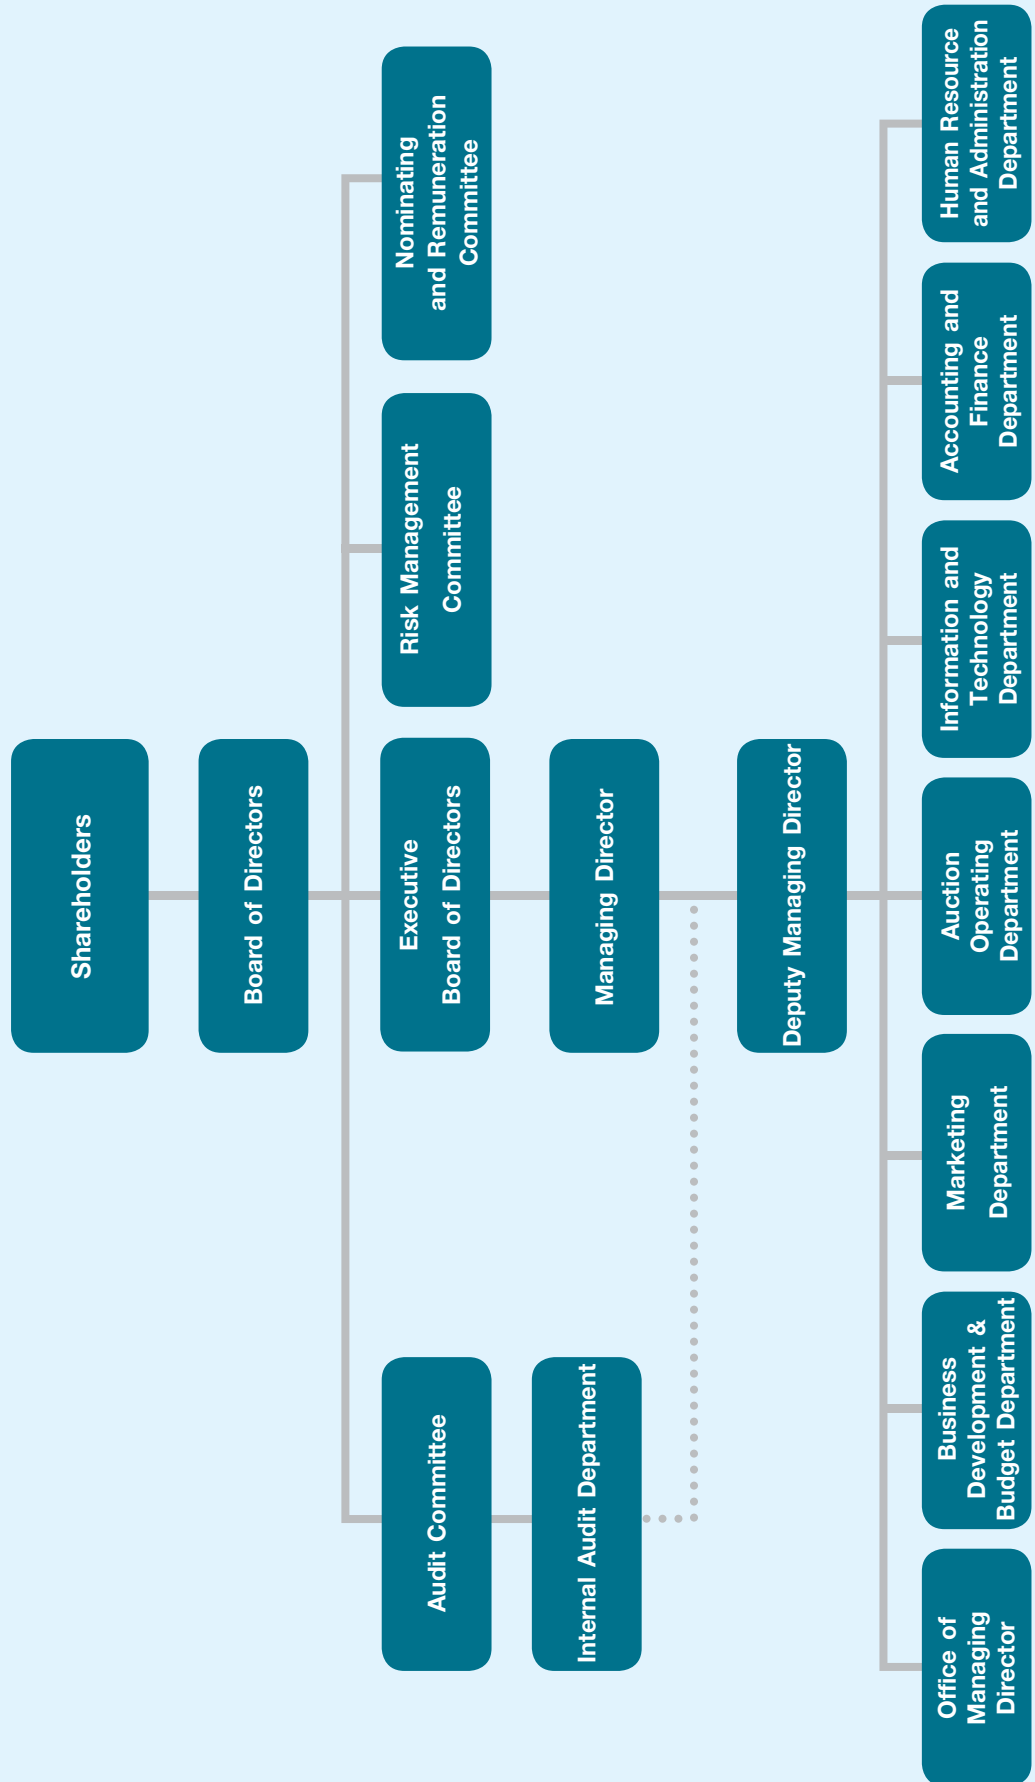 Shareholders
Board of Directors
Audit Committee
Executive
Board of Directors
Risk Management
Committee
Nominating
and Remuneration
Committee
Internal Audit Department
Managing Director
Deputy Managing Director
Office of
Managing
Director
Business
Development &
Budget Department
Marketing
Department
Auction
Operating
Department
Information and
Technology
Department
Accounting and
Finance
Department
Human Resource
and Administration
Department